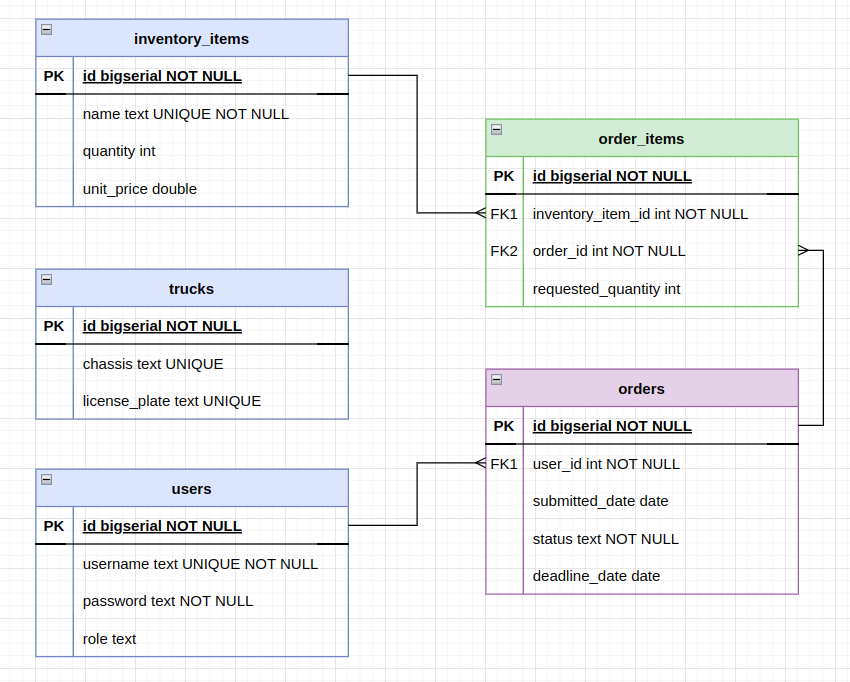 inventory_items
PK id bigserial NOT NULL
name text UNIQUE NOT NULL
quantity int
unit_price double
order_items
PK id bigserial NOT NULL
FK1 inventory_item_id int NOT NULL
FK2 order_id int NOT NULL
requested_quantity int
trucks
PK id bigserial NOT NULL
chassis text UNIQUE
license_plate text UNIQUE
orders
PK id bigserial NOT NULL
FK1 user_id int NOT NULL
submitted_date date
status text NOT NULL
deadline_date date
users
PK id bigserial NOT NULL
username text UNIQUE NOT NULL
password text NOT NULL
role text